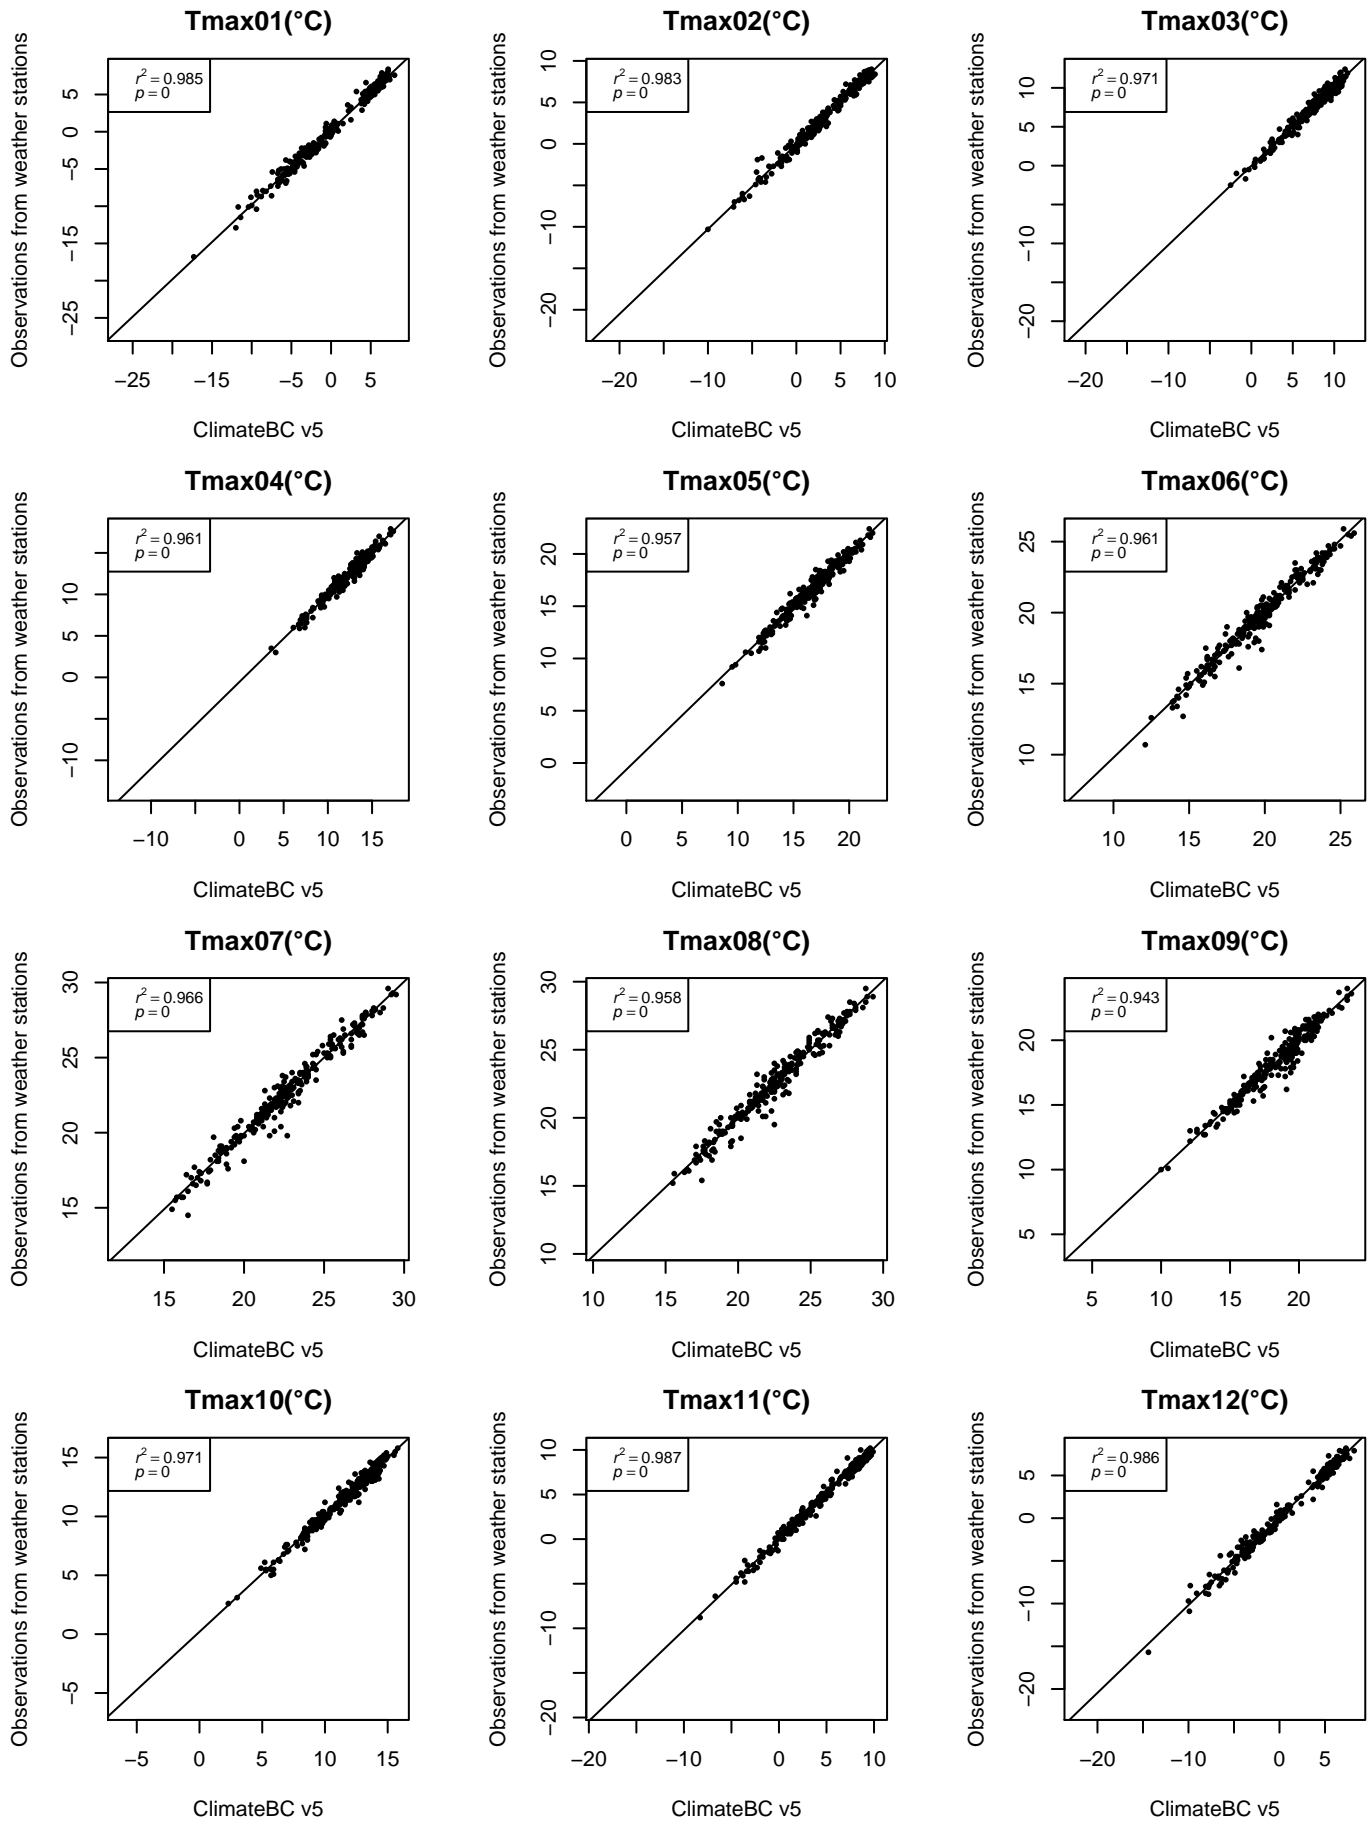 Tmax01(°C)
Observations from weather stations
r² = 0.985
p = 0
5
0
−5
−15
−25
−25 −15 −5 0 5
ClimateBC v5
Tmax02(°C)
Observations from weather stations
r² = 0.983
p = 0
10
5
0
−10
−20
−20 −10 0 5 10
ClimateBC v5
Tmax03(°C)
Observations from weather stations
r² = 0.971
p = 0
10
5
0
−10
−20
−20 −10 0 5 10
ClimateBC v5
Tmax04(°C)
Observations from weather stations
r² = 0.961
p = 0
10
5
0
−10
−10 0 5 10 15
ClimateBC v5
Tmax05(°C)
Observations from weather stations
r² = 0.957
p = 0
20
15
10
5
0
0 5 10 15 20
ClimateBC v5
Tmax06(°C)
Observations from weather stations
r² = 0.961
p = 0
25
20
15
10
10 15 20 25
ClimateBC v5
Tmax07(°C)
Observations from weather stations
r² = 0.966
p = 0
30
25
20
15
15 20 25 30
ClimateBC v5
Tmax08(°C)
Observations from weather stations
r² = 0.958
p = 0
30
25
20
15
10
10 15 20 25 30
ClimateBC v5
Tmax09(°C)
Observations from weather stations
r² = 0.943
p = 0
20
15
10
5
5 10 15 20
ClimateBC v5
Tmax10(°C)
Observations from weather stations
r² = 0.971
p = 0
15
10
5
0
−5
−5 0 5 10 15
ClimateBC v5
Tmax11(°C)
Observations from weather stations
r² = 0.987
p = 0
10
5
0
−10
−20
−20 −10 0 5 10
ClimateBC v5
Tmax12(°C)
Observations from weather stations
r² = 0.986
p = 0
5
0
−10
−20
−20 −10 0 5
ClimateBC v5